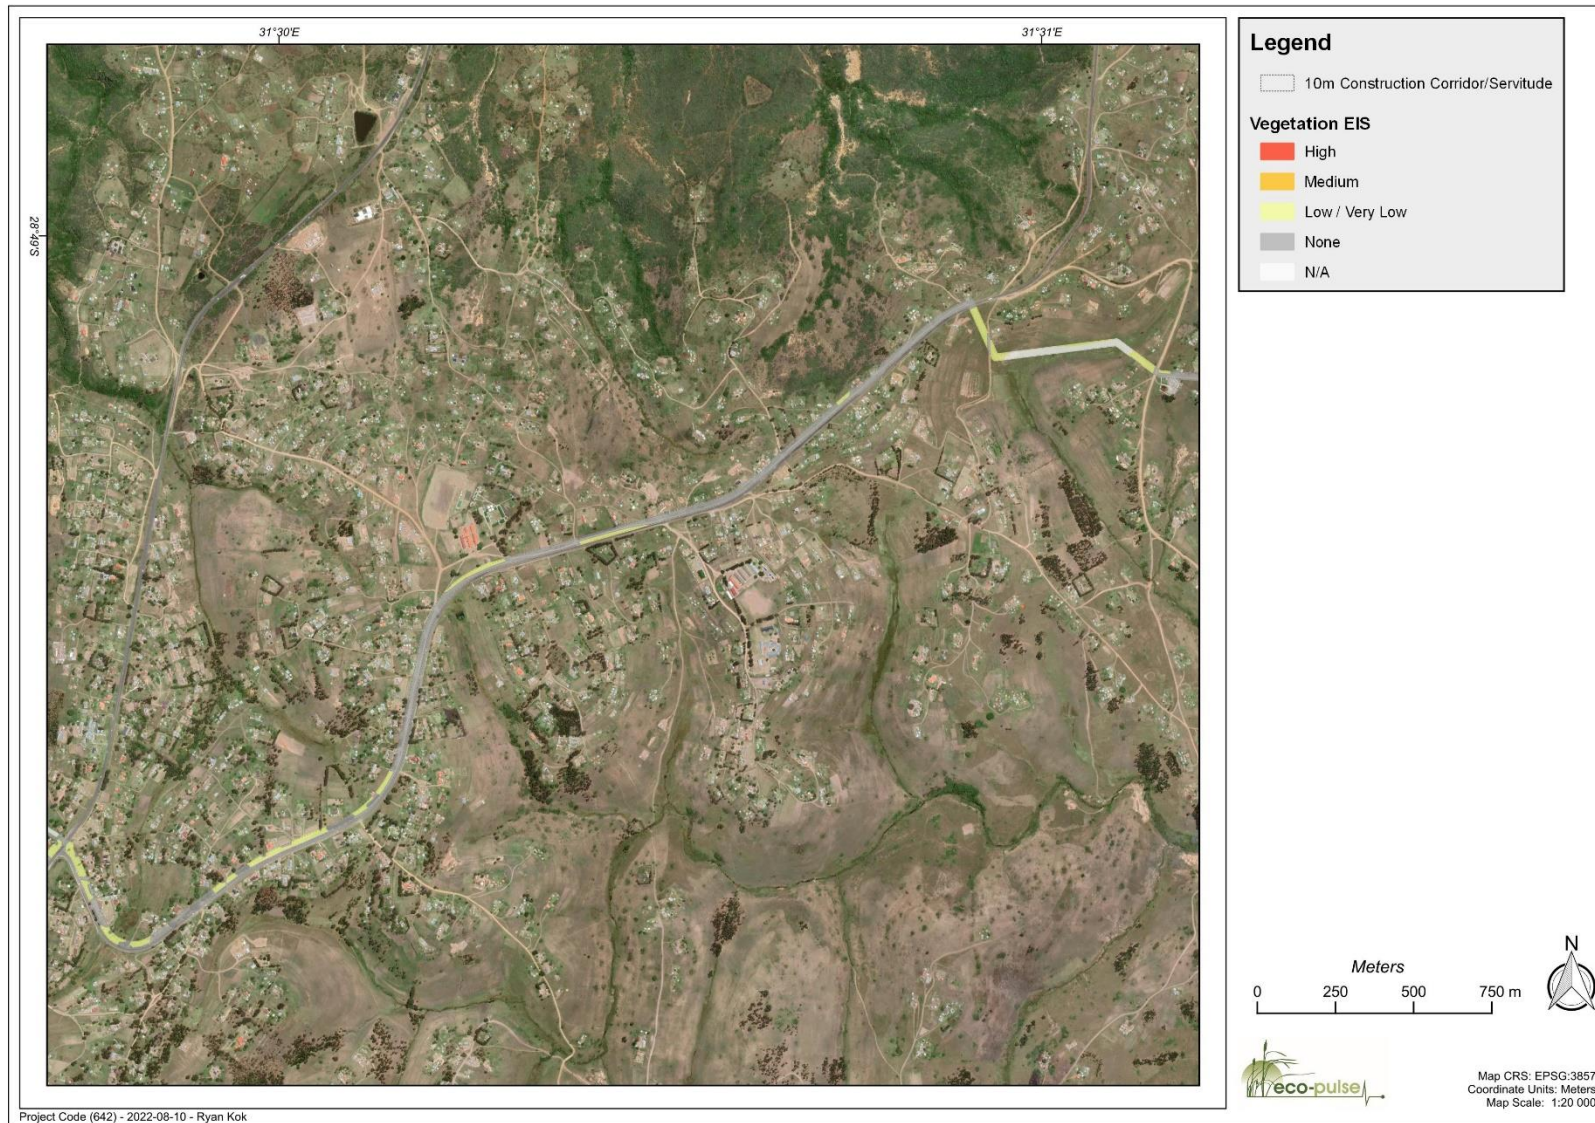 31°30'E
31°31'E
28°49'S
Legend
10m Construction Corridor/Servitude
Vegetation EIS
High
Medium
Low / Very Low
None
N/A
N
Meters
0 250 500 750 m
eco-pulse
Map CRS: EPSG:3857
Coordinate Units: Meters
Map Scale: 1:20 000
Project Code (642) - 2022-08-10 - Ryan Kok